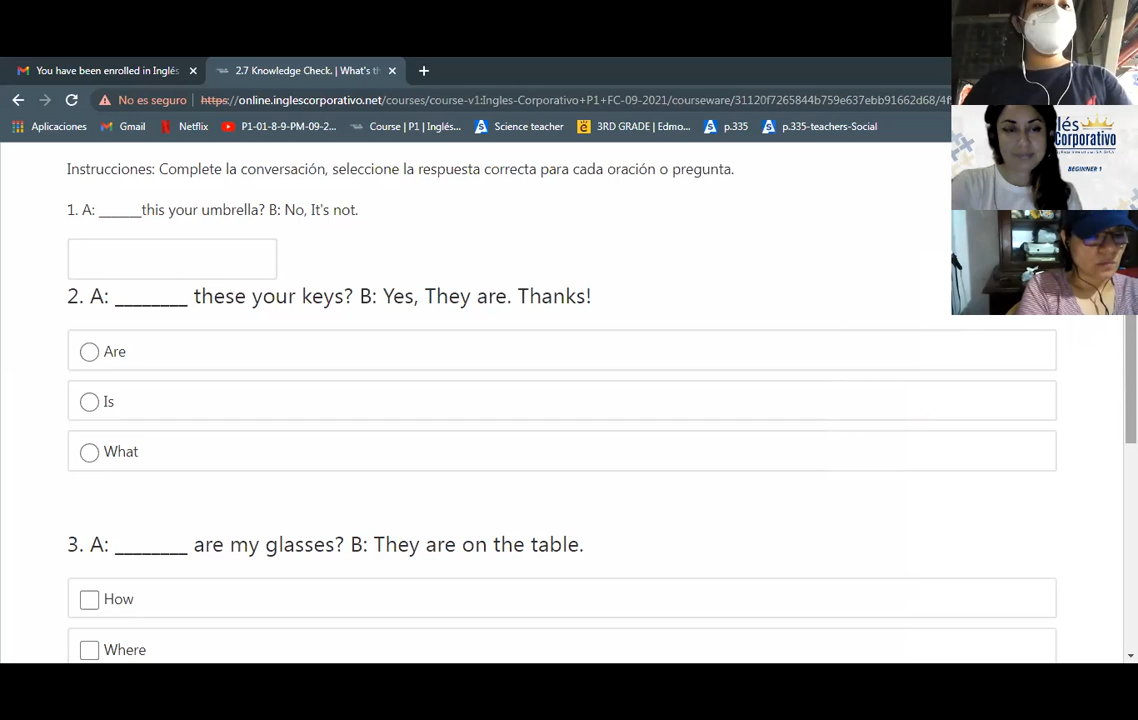 You have been enrolled in Inglés
2.7 Knowledge Check. | What's th
No es seguro
https://online.inglescorporativo.net/courses/course-v1:Ingles-Corporativo+P1+FC-09-2021/courseware/31120f7265844b759e637ebb91662d68/4f
Aplicaciones
Gmail
Netflix
P1-01-8-9-PM-09-2...
Course | P1 | Inglés...
Science teacher
3RD GRADE | Edmo...
p.335
p.335-teachers-Social
lés
Corporativo
BEGINNER 1
Instrucciones: Complete la conversación, seleccione la respuesta correcta para cada oración o pregunta.
1. A: _______this your umbrella? B: No, It's not.
2. A: ________ these your keys? B: Yes, They are. Thanks!
Are
Is
What
3. A: ________ are my glasses? B: They are on the table.
How
Where